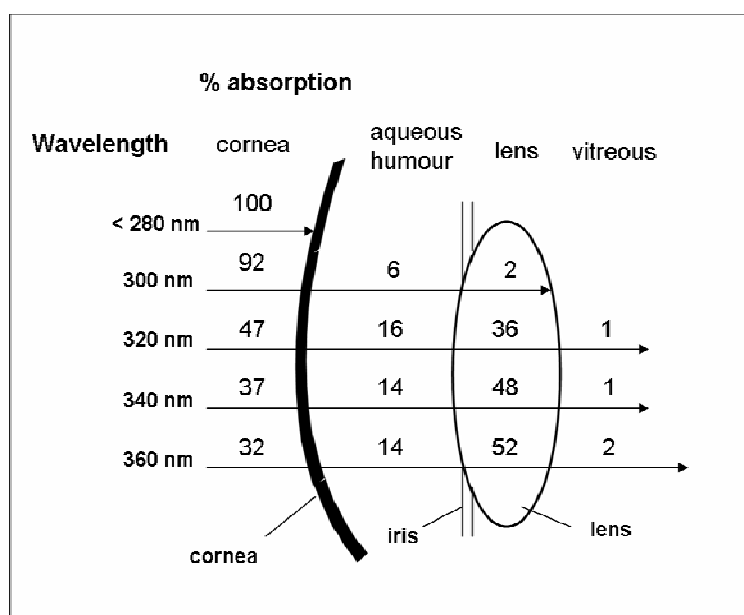 % absorption
Wavelength cornea aqueous humour lens vitreous
< 280 nm 100
300 nm 92 6 2
320 nm 47 16 36 1
340 nm 37 14 48 1
360 nm 32 14 52 2
cornea iris lens